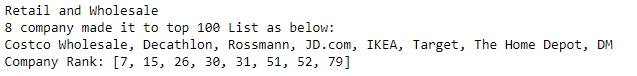 Retail and Wholesale
8 company made it to top 100 List as below:
Costco Wholesale, Decathlon, Rossmann, JD.com, IKEA, Target, The Home Depot, DM
Company Rank: [7, 15, 26, 30, 31, 51, 52, 79]